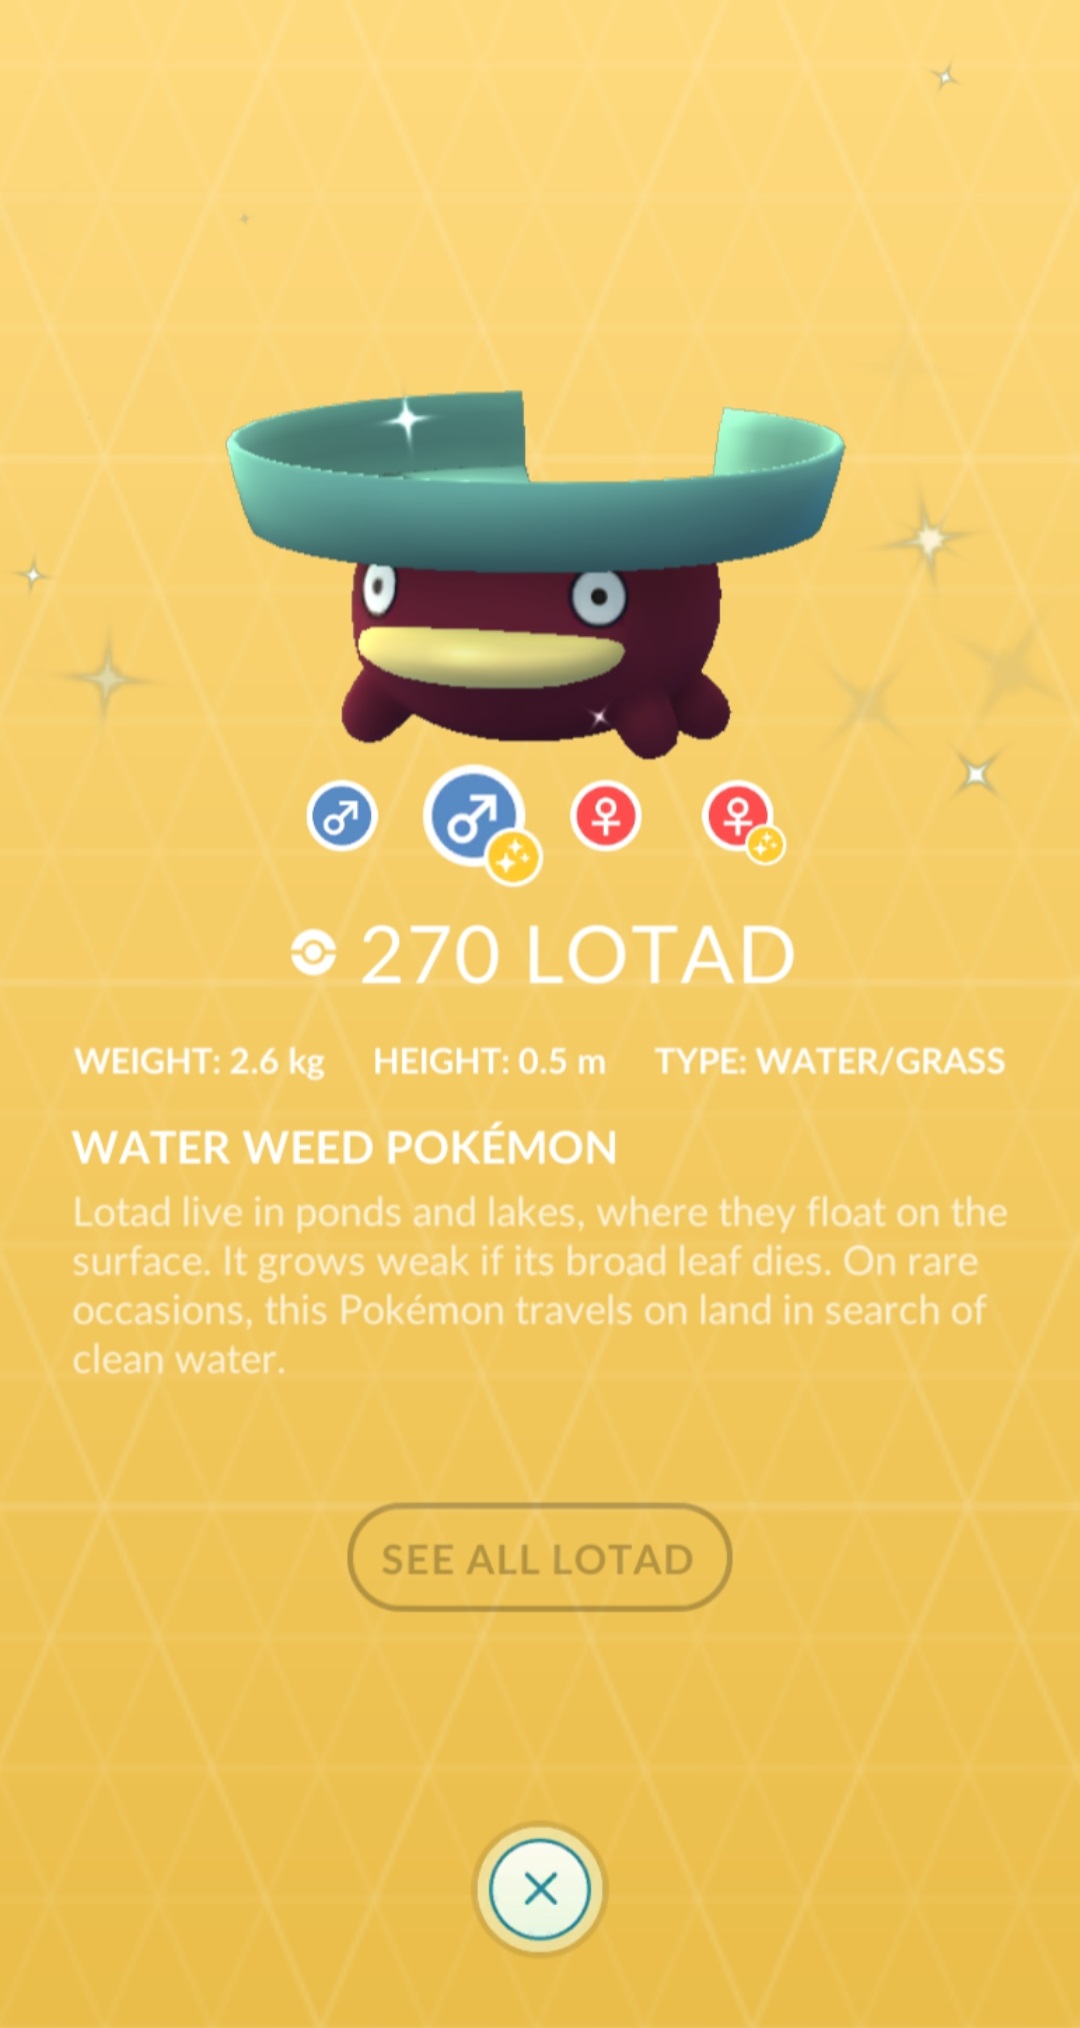 270 LOTAD
WEIGHT: 2.6 kg HEIGHT: 0.5 m TYPE: WATER/GRASS
WATER WEED POKÉMON
Lotad live in ponds and lakes, where they float on the
surface. It grows weak if its broad leaf dies. On rare
occasions, this Pokémon travels on land in search of
clean water.
SEE ALL LOTAD